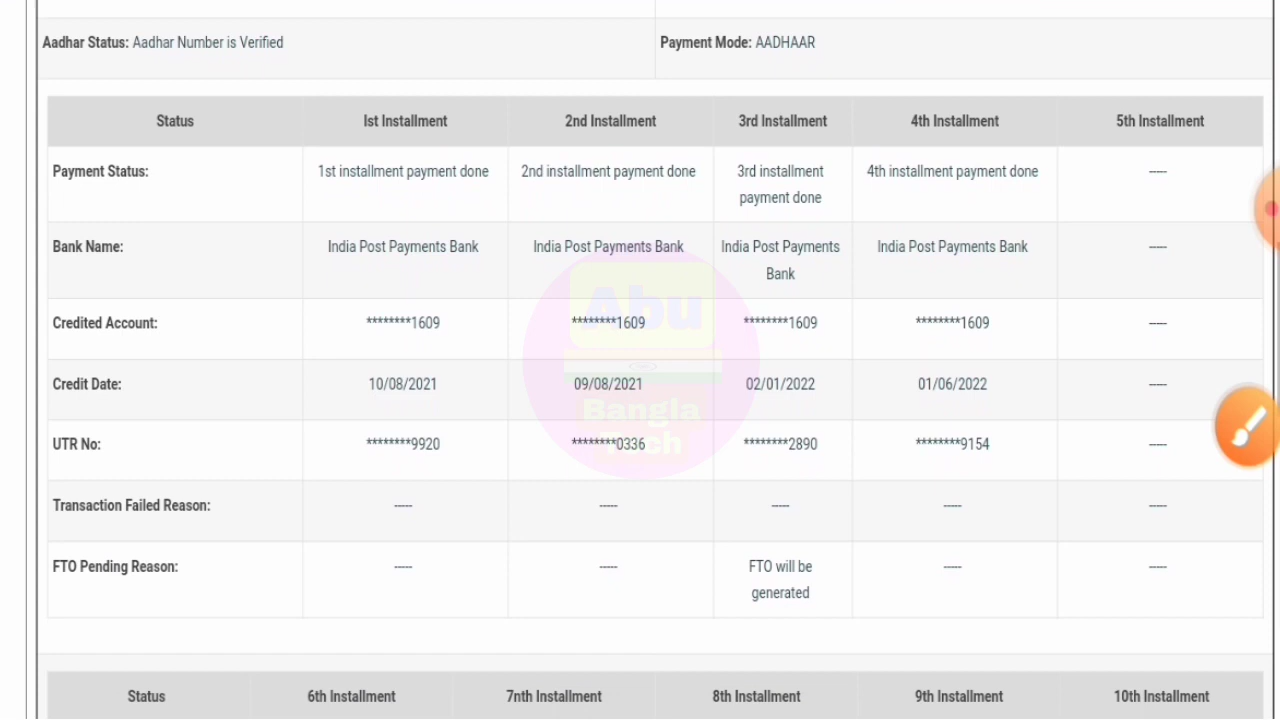 Aadhar Status: Aadhar Number is Verified Payment Mode: AADHAAR
Status Ist Installment 2nd Installment 3rd Installment 4th Installment 5th Installment
Payment Status: 1st installment payment done 2nd installment payment done 3rd installment payment done 4th installment payment done -----
Bank Name: India Post Payments Bank India Post Payments Bank India Post Payments Bank India Post Payments Bank -----
Credited Account: ********1609 ********1609 ********1609 ********1609 -----
Credit Date: 10/08/2021 09/08/2021 02/01/2022 01/06/2022 -----
UTR No: ********9920 ********0336 ********2890 ********9154 -----
Transaction Failed Reason: ----- ----- ----- ----- -----
FTO Pending Reason: ----- ----- FTO will be generated ----- -----
Status 6th Installment 7nth Installment 8th Installment 9th Installment 10th Installment
Abu
Bangla
Tech